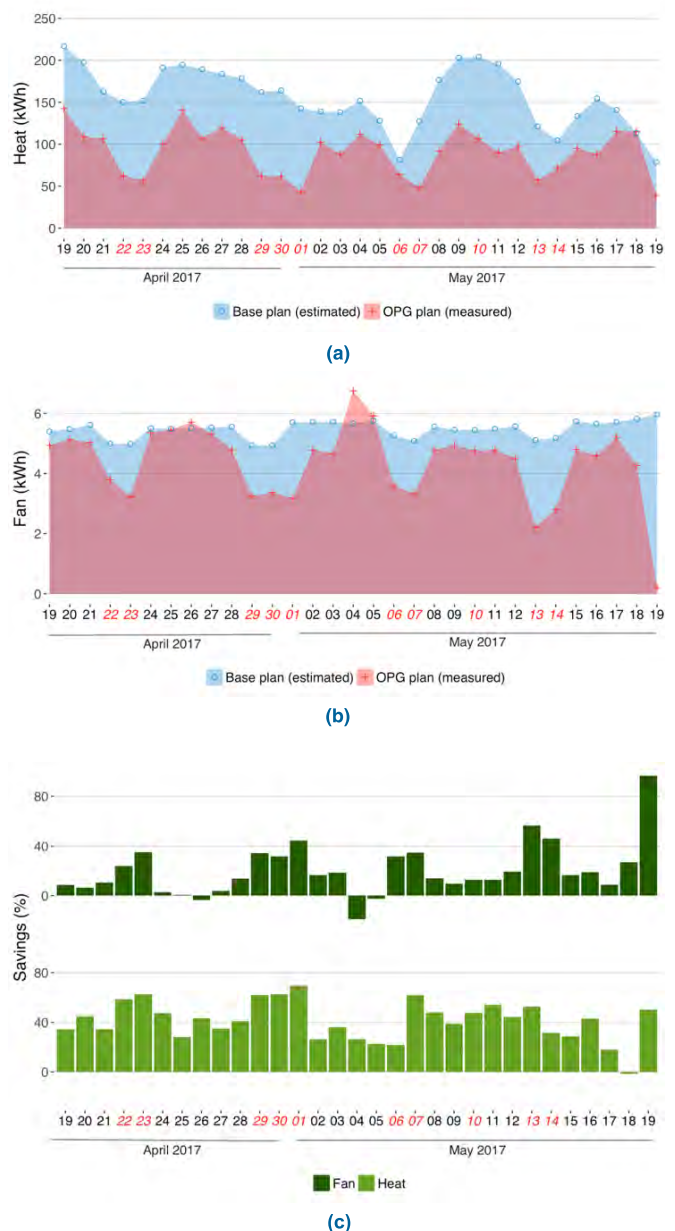 250
200
150
100
50
0
Heat (kWh)
19 20 21 22 23 24 25 26 27 28 29 30 01 02 03 04 05 06 07 08 09 10 11 12 13 14 15 16 17 18 19
April 2017 May 2017
Base plan (estimated) OPG plan (measured)
(a)
6
4
2
0
Fan (kWh)
19 20 21 22 23 24 25 26 27 28 29 30 01 02 03 04 05 06 07 08 09 10 11 12 13 14 15 16 17 18 19
April 2017 May 2017
Base plan (estimated) OPG plan (measured)
(b)
80
40
0
Savings (%)
80
40
0
19 20 21 22 23 24 25 26 27 28 29 30 01 02 03 04 05 06 07 08 09 10 11 12 13 14 15 16 17 18 19
April 2017 May 2017
Fan Heat
(c)